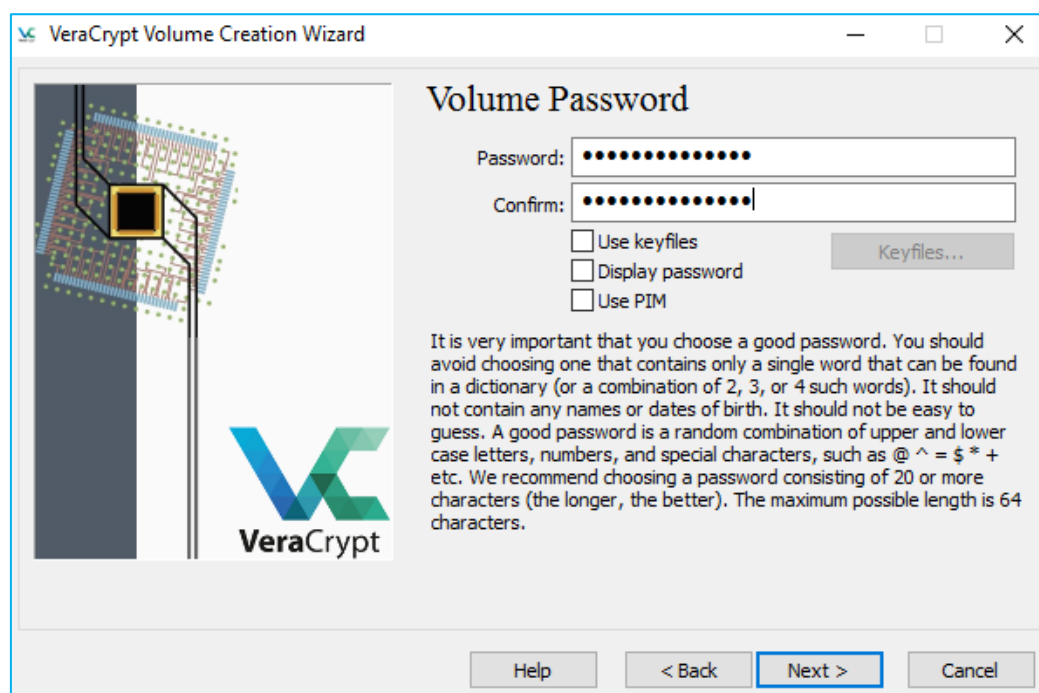 VeraCrypt Volume Creation Wizard
Volume Password
Password: ••••••••••••••
Confirm: ••••••••••••••
Use keyfiles
Keyfiles...
Display password
Use PIM
It is very important that you choose a good password. You should
avoid choosing one that contains only a single word that can be found
in a dictionary (or a combination of 2, 3, or 4 such words). It should
not contain any names or dates of birth. It should not be easy to
guess. A good password is a random combination of upper and lower
case letters, numbers, and special characters, such as @ ^ = $ * +
etc. We recommend choosing a password consisting of 20 or more
characters (the longer, the better). The maximum possible length is 64
characters.
VeraCrypt
Help
< Back
Next >
Cancel